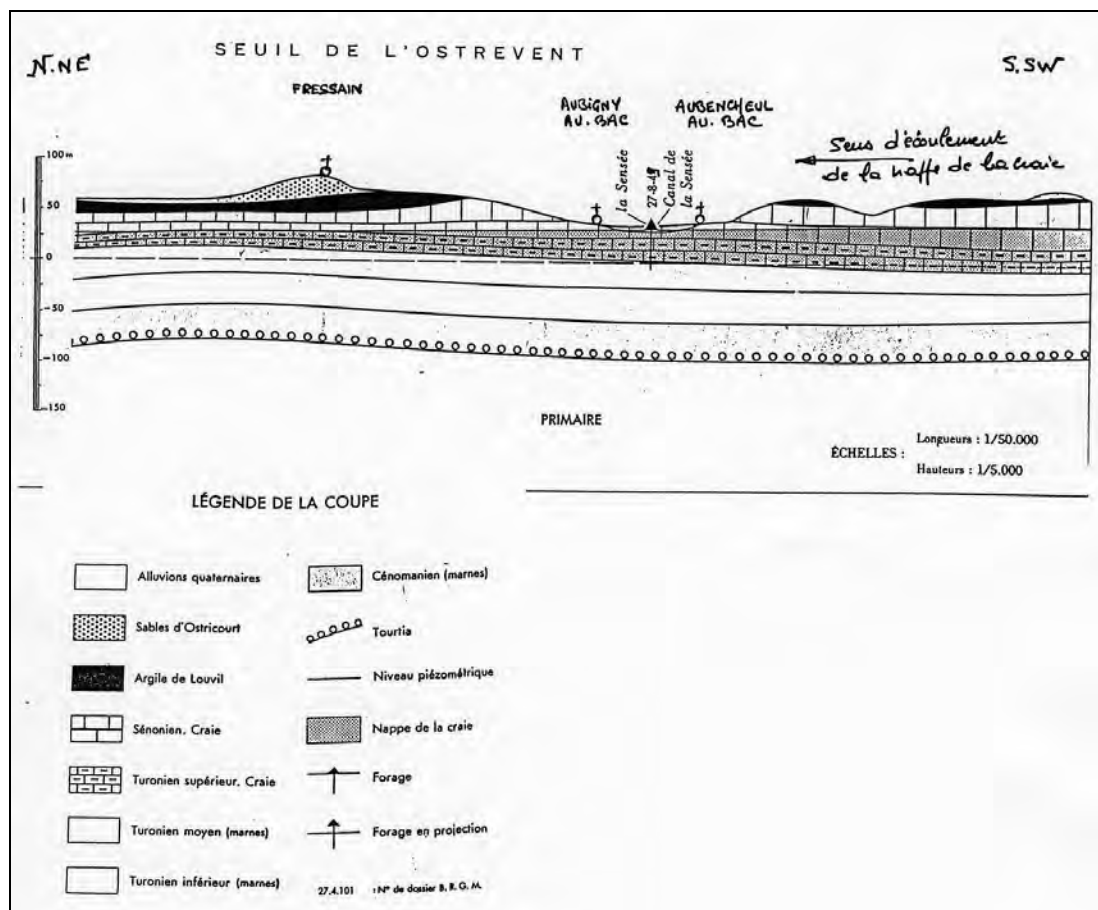 SEUIL DE L'OSTREVENT
N.NE
S.SW
FRESSAIN
AUBIGNY
AU.BAC
AUBENCHEUL
AU.BAC
Sens d'écoulement
de la nappe de la craie
la Sensée
27-8-49
Canal de
la Sensée
100m
50
0
-50
-100
-150
PRIMAIRE
ÉCHELLES :
Longueurs : 1/50.000
Hauteurs : 1/5.000
LÉGENDE DE LA COUPE
Alluvions quaternaires
Cénomanien (marnes)
Sables d'Ostricourt
Tourtia
Argile de Louvil
Niveau piézométrique
Sénonien. Craie
Nappe de la craie
Turonien supérieur. Craie
Forage
Turonien moyen (marnes)
Forage en projection
Turonien inférieur (marnes)
27.4.101 : N° de dossier B. R. G. M.